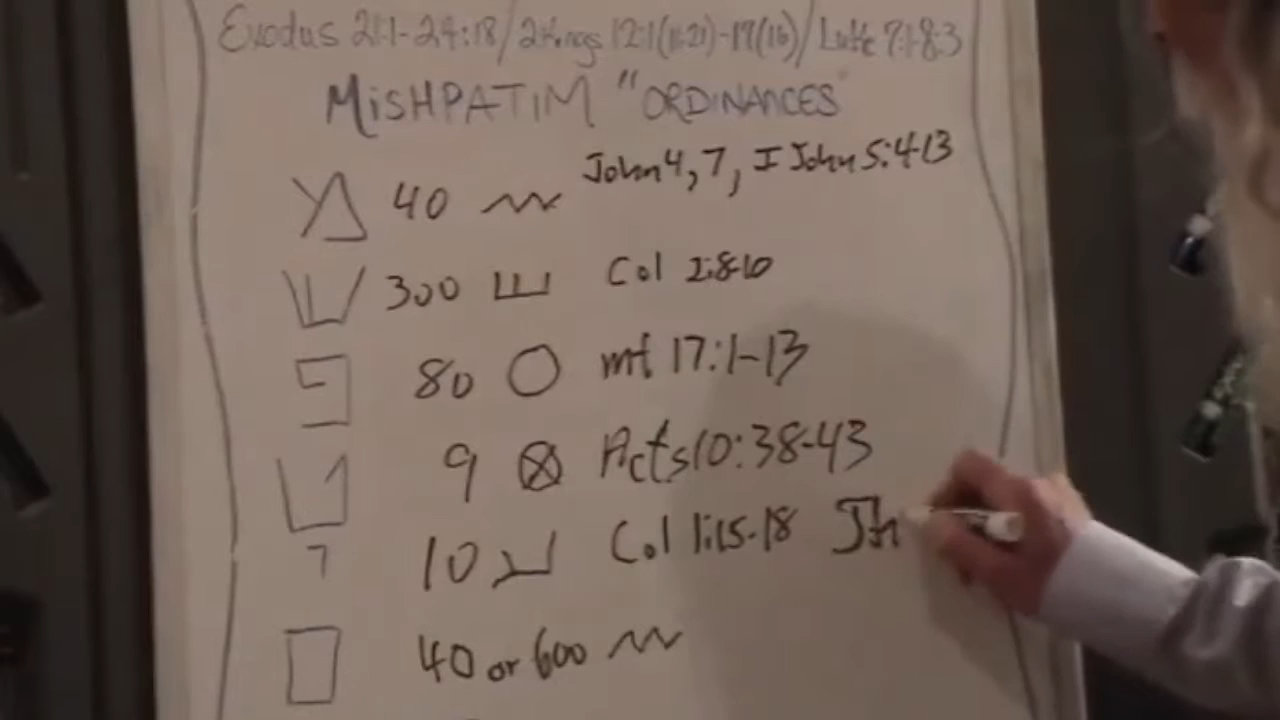 Exodus 21:1-24:18/2Kings 12:1(11:21)-17(16)/Luke 7:1-8:3
MiSHPATIM "ORDINANCES"
מ 40 John 4, 7, I John 5:4-13
ש 300 Col 2:8-10
פ 80 mt 17:1-13
ט 9 Acts 10:38-43
י 10 Col 1:15-18 Jh
ם 40 or 600